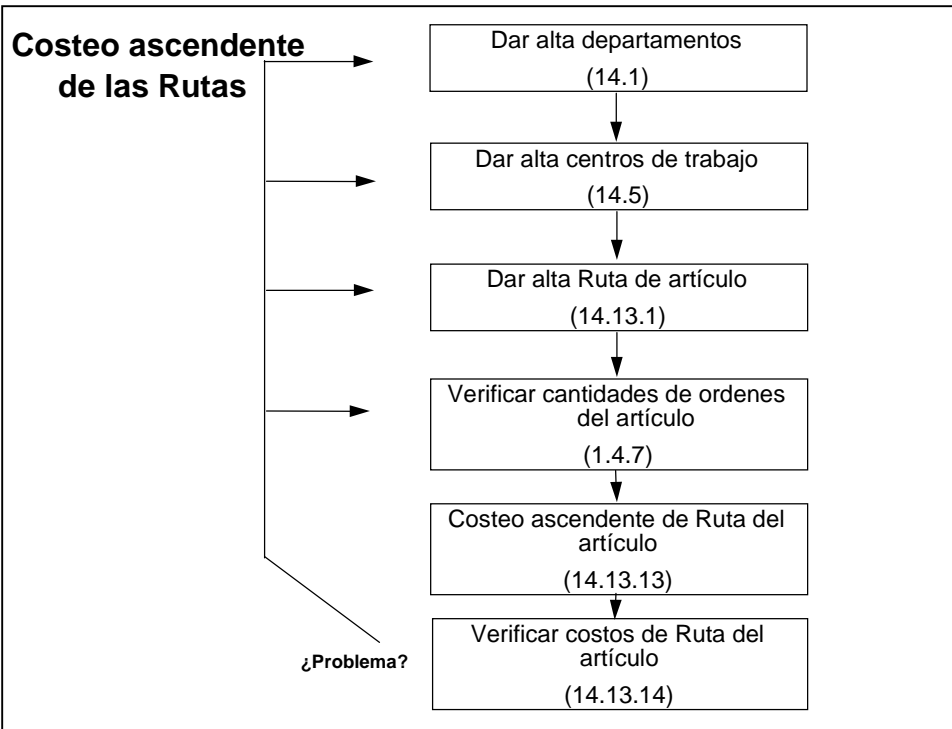 Costeo ascendente
de las Rutas
Dar alta departamentos
(14.1)
Dar alta centros de trabajo
(14.5)
Dar alta Ruta de artículo
(14.13.1)
Verificar cantidades de ordenes
del artículo
(1.4.7)
Costeo ascendente de Ruta del
artículo
(14.13.13)
Verificar costos de Ruta del
artículo
(14.13.14)
¿Problema?